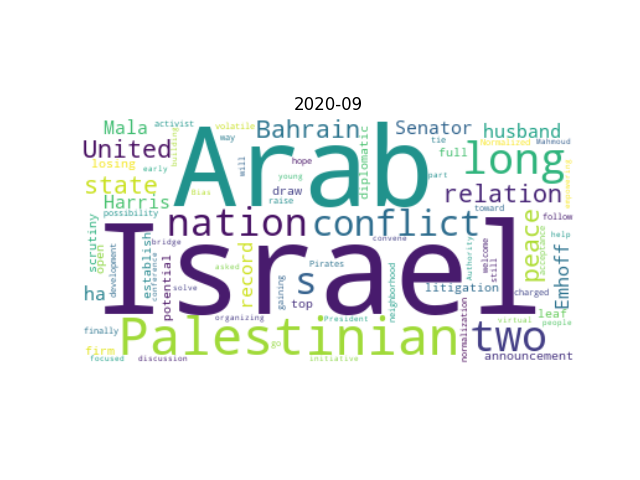 2020-09
Mala activist volatile Bahrain diplomatic Senator tie husband Normalized Mahmoud
United building way Arab full long
losing early will hope young part
state Bias draw raise relation toward
Harris possibility nation conflict peace acceptance follow
scrutiny open development bridge conference establish potential asked record convene neighborhood Authority welcome still Emhoff help
ha solve Israel s Pirates gaining top litigation charged
organizing President normalization virtual leaf people
finally Palestinian two
firm go announcement
focused discussion initiative